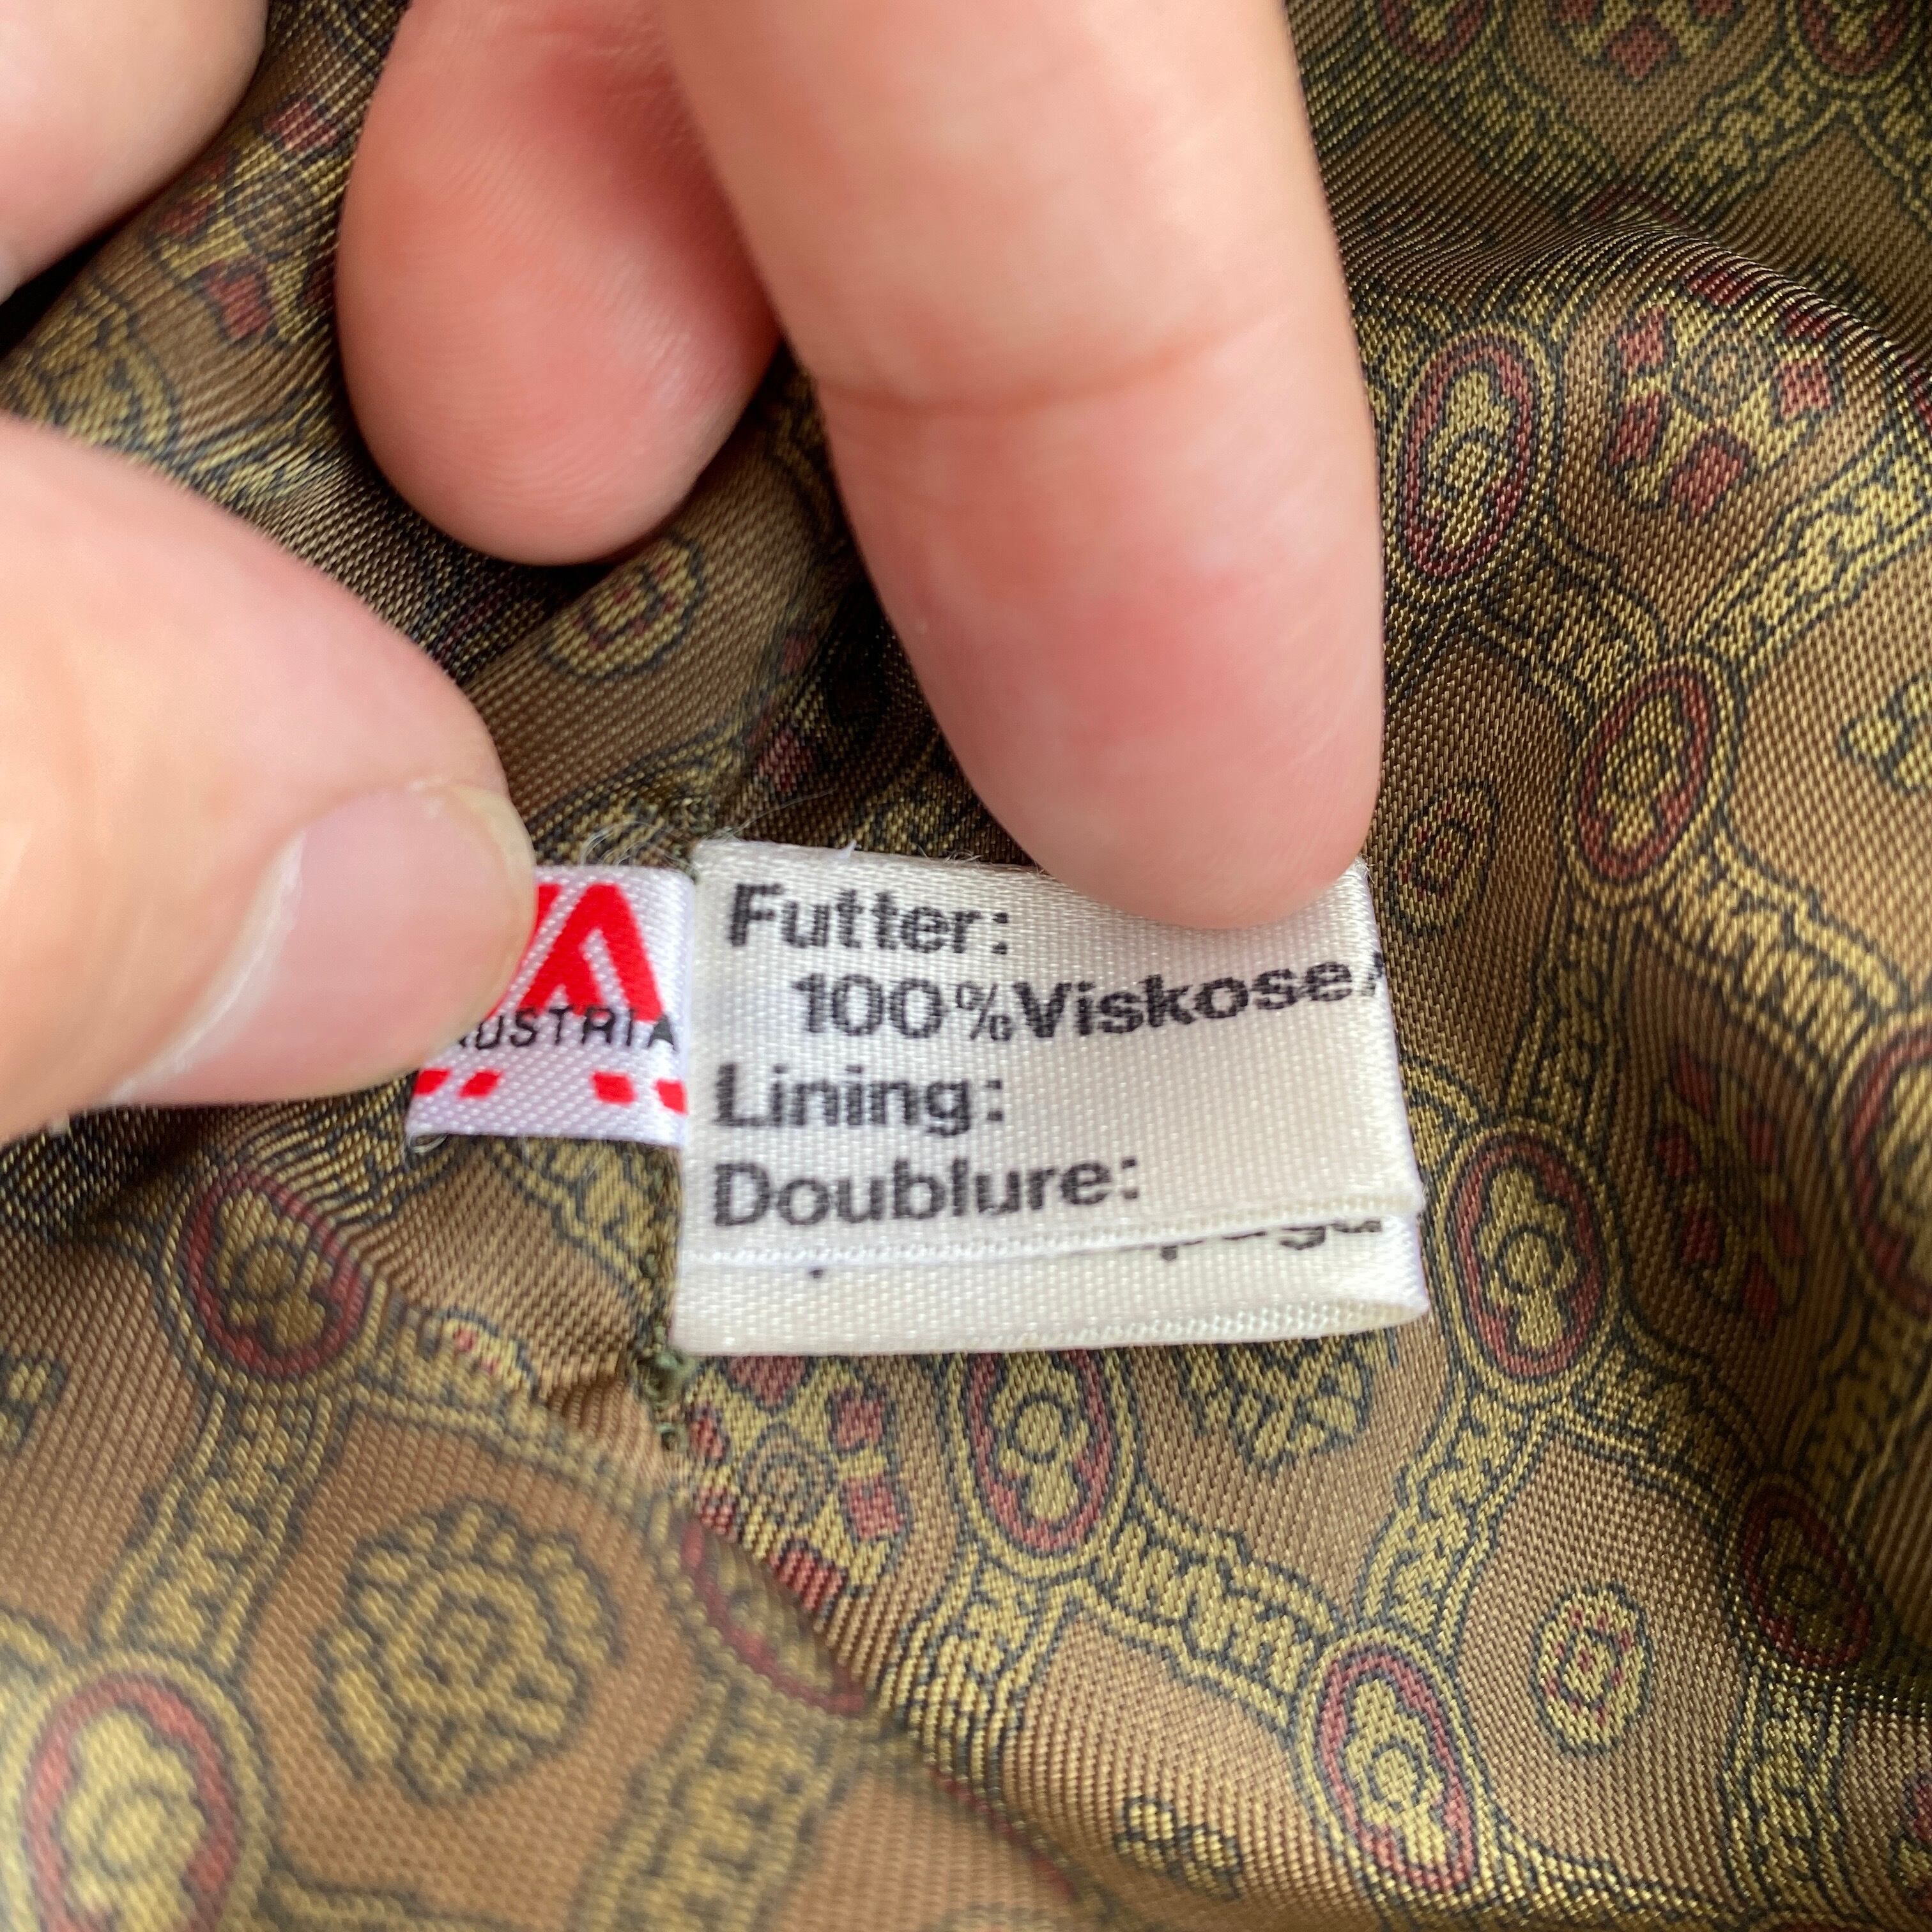 Futter:
100%Viskose
Lining:
Doublure:
AUSTRIA